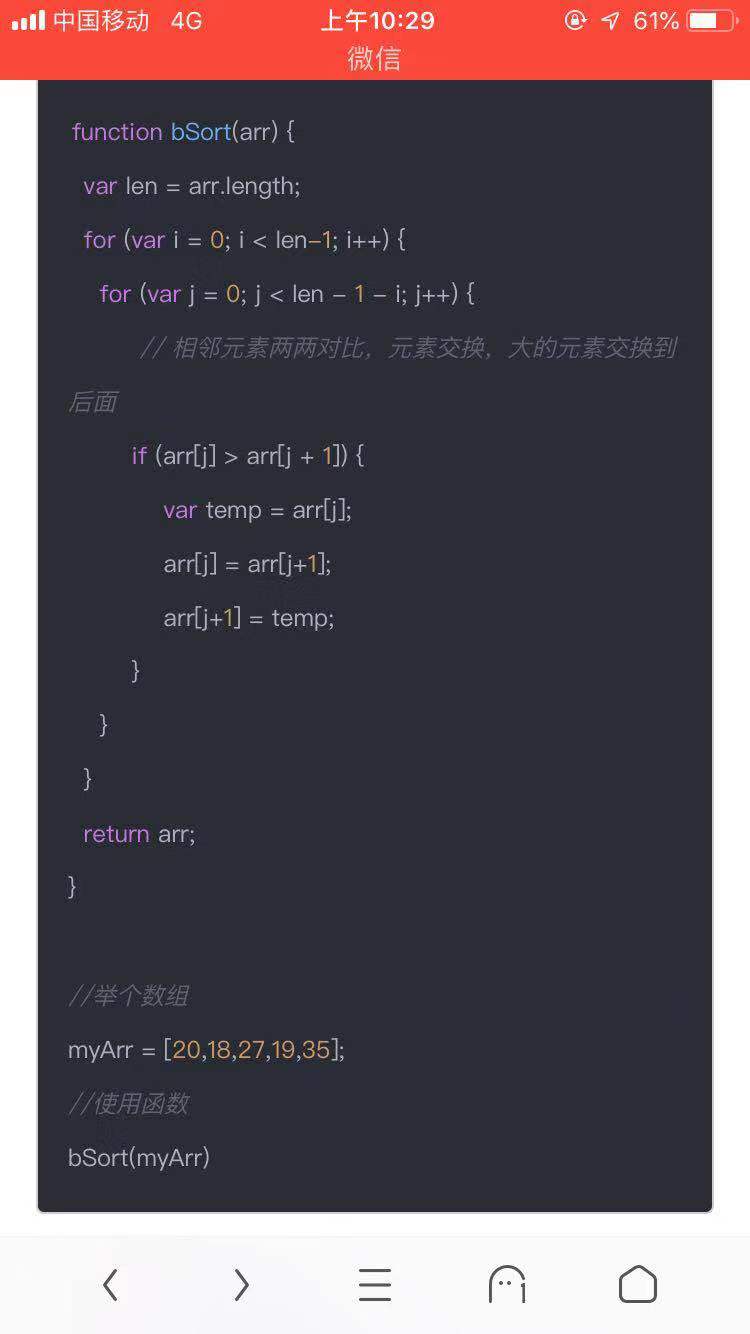 中国移动 4G 上午10:29 61%
微信
function bSort(arr) {
var len = arr.length;
for (var i = 0; i < len-1; i++) {
for (var j = 0; j < len - 1 - i; j++) {
// 相邻元素两两对比，元素交换，大的元素交换到
后面
if (arr[j] > arr[j + 1]) {
var temp = arr[j];
arr[j] = arr[j+1];
arr[j+1] = temp;
}
}
}
return arr;
}
//举个数组
myArr = [20,18,27,19,35];
//使用函数
bSort(myArr)
1